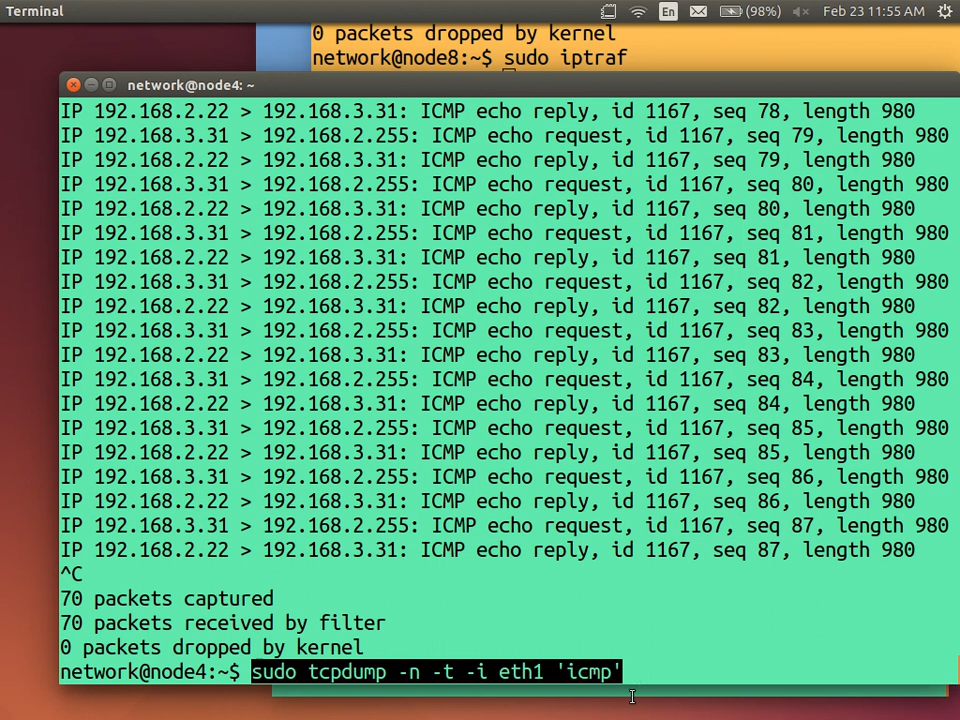 Terminal
En
(98%)
Feb 23 11:55 AM
0 packets dropped by kernel
network@node8:~$ sudo iptraf
network@node4: ~
IP 192.168.2.22 > 192.168.3.31: ICMP echo reply, id 1167, seq 78, length 980
IP 192.168.3.31 > 192.168.2.255: ICMP echo request, id 1167, seq 79, length 980
IP 192.168.2.22 > 192.168.3.31: ICMP echo reply, id 1167, seq 79, length 980
IP 192.168.3.31 > 192.168.2.255: ICMP echo request, id 1167, seq 80, length 980
IP 192.168.2.22 > 192.168.3.31: ICMP echo reply, id 1167, seq 80, length 980
IP 192.168.3.31 > 192.168.2.255: ICMP echo request, id 1167, seq 81, length 980
IP 192.168.2.22 > 192.168.3.31: ICMP echo reply, id 1167, seq 81, length 980
IP 192.168.3.31 > 192.168.2.255: ICMP echo request, id 1167, seq 82, length 980
IP 192.168.2.22 > 192.168.3.31: ICMP echo reply, id 1167, seq 82, length 980
IP 192.168.3.31 > 192.168.2.255: ICMP echo request, id 1167, seq 83, length 980
IP 192.168.2.22 > 192.168.3.31: ICMP echo reply, id 1167, seq 83, length 980
IP 192.168.3.31 > 192.168.2.255: ICMP echo request, id 1167, seq 84, length 980
IP 192.168.2.22 > 192.168.3.31: ICMP echo reply, id 1167, seq 84, length 980
IP 192.168.3.31 > 192.168.2.255: ICMP echo request, id 1167, seq 85, length 980
IP 192.168.2.22 > 192.168.3.31: ICMP echo reply, id 1167, seq 85, length 980
IP 192.168.3.31 > 192.168.2.255: ICMP echo request, id 1167, seq 86, length 980
IP 192.168.2.22 > 192.168.3.31: ICMP echo reply, id 1167, seq 86, length 980
IP 192.168.3.31 > 192.168.2.255: ICMP echo request, id 1167, seq 87, length 980
IP 192.168.2.22 > 192.168.3.31: ICMP echo reply, id 1167, seq 87, length 980
^C
70 packets captured
70 packets received by filter
0 packets dropped by kernel
network@node4:~$ sudo tcpdump -n -t -i eth1 'icmp'